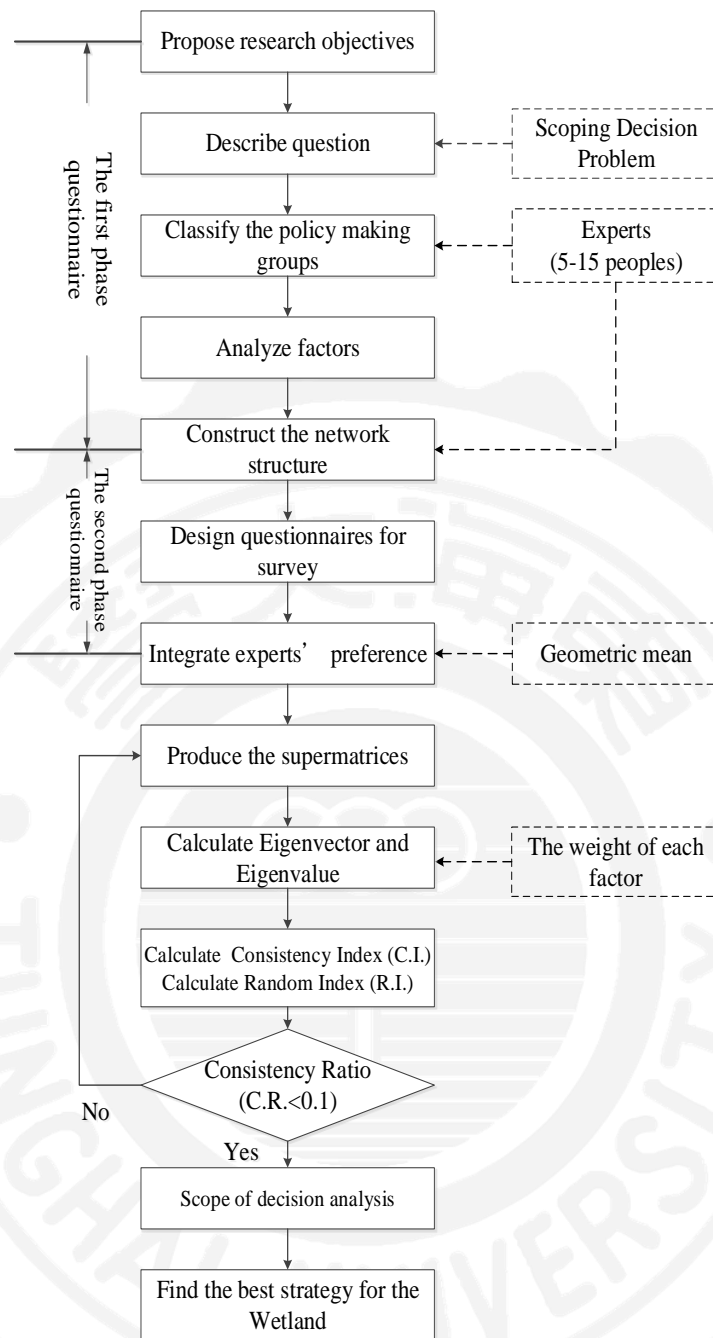 Propose research objectives
Describe question
Scoping Decision
Problem
The first phase
questionnaire
Classify the policy making
groups
Experts
(5-15 peoples)
Analyze factors
Construct the network
structure
The second phase
questionnaire
Design questionnaires for
survey
Integrate experts’ preference
Geometric mean
Produce the supermatrices
Calculate Eigenvector and
Eigenvalue
The weight of each
factor
Calculate Consistency Index (C.I.)
Calculate Random Index (R.I.)
Consistency Ratio
(C.R.<0.1)
No
Yes
Scope of decision analysis
Find the best strategy for the
Wetland
UNIVERSITY